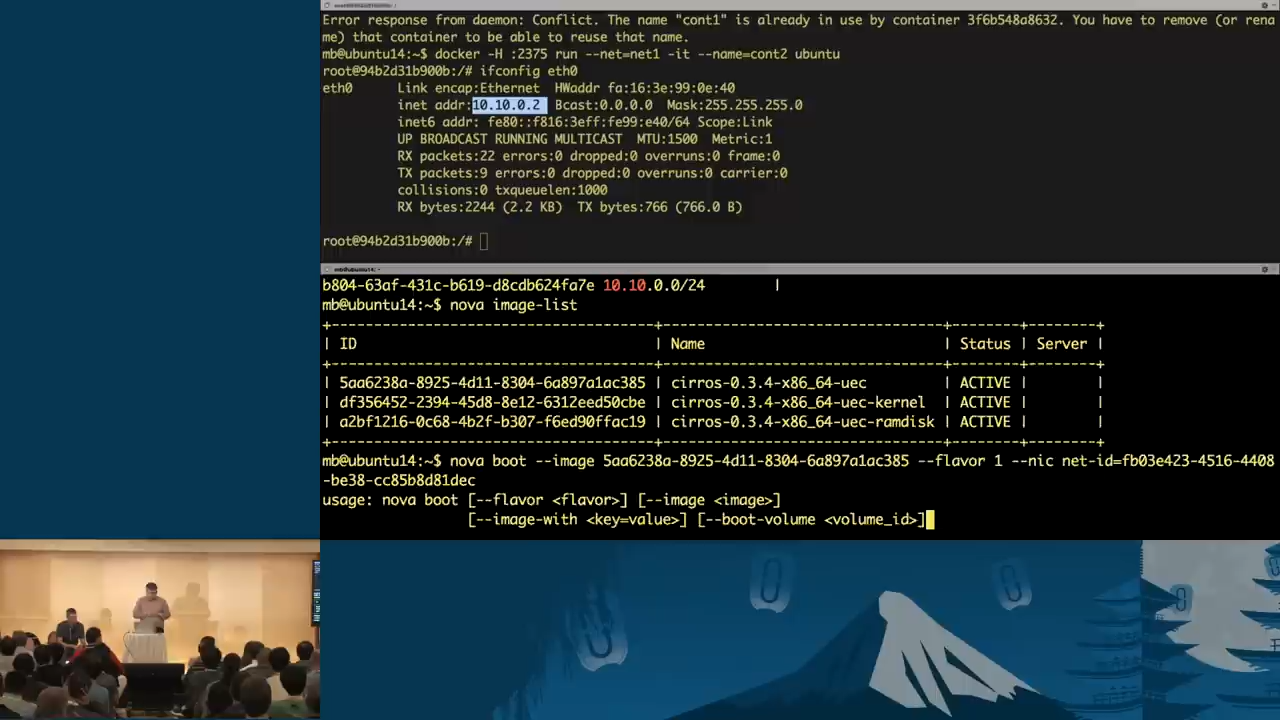 Error response from daemon: Conflict. The name "cont1" is already in use by container 3f6b548a8632. You have to remove (or rena
me) that container to be able to reuse that name.
mb@ubuntu14:~$ docker -H :2375 run --net=net1 -it --name=cont2 ubuntu
root@94b2d31b900b:/# ifconfig eth0
eth0      Link encap:Ethernet  HWaddr fa:16:3e:99:0e:40
inet addr:10.10.0.2  Bcast:0.0.0.0  Mask:255.255.255.0
inet6 addr: fe80::f816:3eff:fe99:e40/64 Scope:Link
UP BROADCAST RUNNING MULTICAST  MTU:1500  Metric:1
RX packets:22 errors:0 dropped:0 overruns:0 frame:0
TX packets:9 errors:0 dropped:0 overruns:0 carrier:0
collisions:0 txqueuelen:1000
RX bytes:2244 (2.2 KB)  TX bytes:766 (766.0 B)
root@94b2d31b900b:/#
mb@ubuntu14: ~
b804-63af-431c-b619-d8cdb624fa7e 10.10.0.0/24        |
mb@ubuntu14:~$ nova image-list
| ID | Name | Status | Server |
| 5aa6238a-8925-4d11-8304-6a897a1ac385 | cirros-0.3.4-x86_64-uec | ACTIVE | |
| df356452-2394-45d8-8e12-6312eed50cbe | cirros-0.3.4-x86_64-uec-kernel | ACTIVE | |
| a2bf1216-0c68-4b2f-b307-f6ed90ffac19 | cirros-0.3.4-x86_64-uec-ramdisk | ACTIVE | |
mb@ubuntu14:~$ nova boot --image 5aa6238a-8925-4d11-8304-6a897a1ac385 --flavor 1 --nic net-id=fb03e423-4516-4408
-be38-cc85b8d81dec
usage: nova boot [--flavor <flavor>] [--image <image>]
[--image-with <key=value>] [--boot-volume <volume_id>]